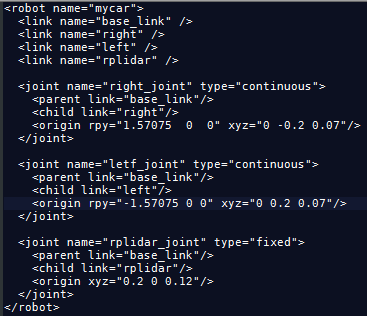 <robot name="mycar">
  <link name="base_link" />
  <link name="right" />
  <link name="left" />
  <link name="rplidar" />

  <joint name="right_joint" type="continuous">
    <parent link="base_link"/>
    <child link="right"/>
    <origin rpy="1.57075  0  0" xyz="0 -0.2 0.07"/>
  </joint>

  <joint name="letf_joint" type="continuous">
    <parent link="base_link"/>
    <child link="left"/>
    <origin rpy="-1.57075 0 0" xyz="0 0.2 0.07"/>
  </joint>

  <joint name="rplidar_joint" type="fixed">
    <parent link="base_link"/>
    <child link="rplidar"/>
    <origin xyz="0.2 0 0.12"/>
  </joint>
</robot>